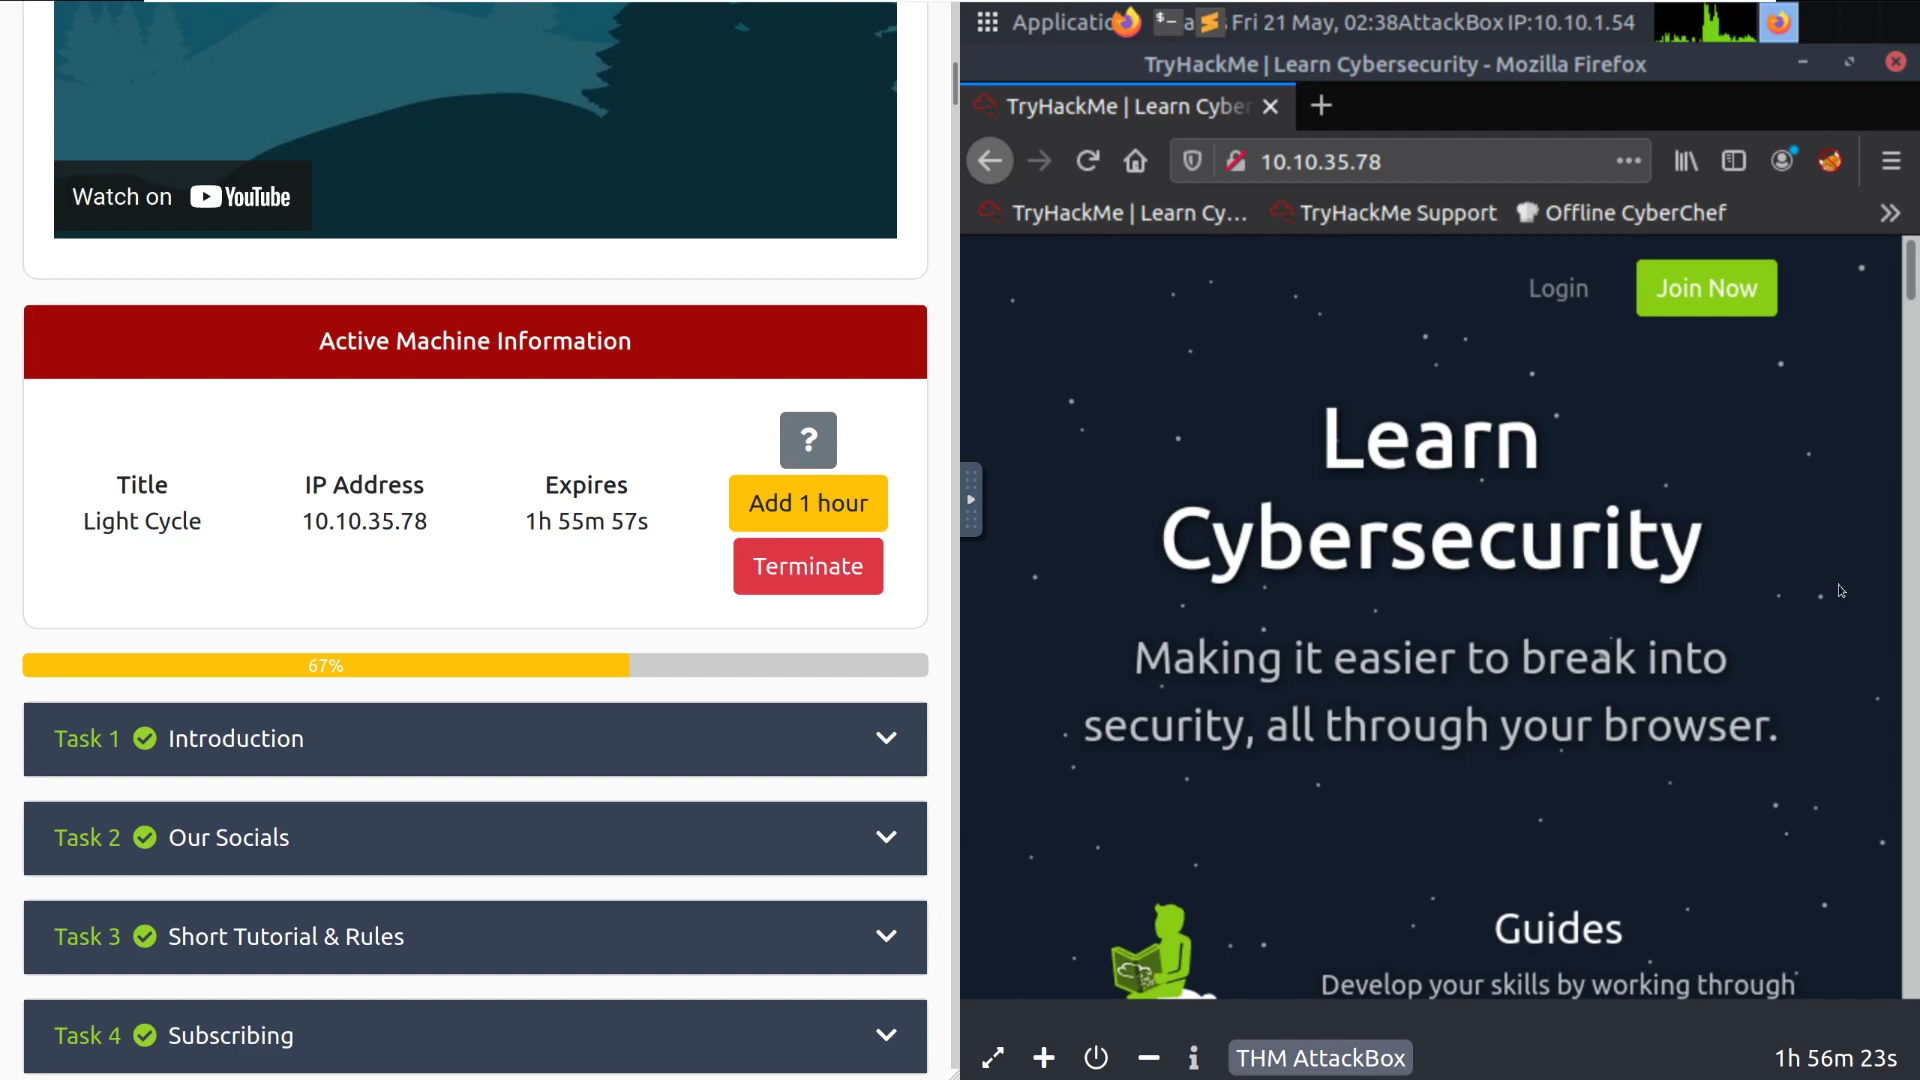 Watch on YouTube
Active Machine Information
?
Title IP Address Expires
Add 1 hour
Light Cycle 10.10.35.78 1h 55m 57s
Terminate
67%
Task 1 Introduction
Task 2 Our Socials
Task 3 Short Tutorial & Rules
Task 4 Subscribing
Fri 21 May, 02:38 AttackBox IP:10.10.1.54
TryHackMe | Learn Cybersecurity - Mozilla Firefox
TryHackMe | Learn Cyber
10.10.35.78
TryHackMe | Learn Cy... TryHackMe Support Offline CyberChef
Login Join Now
Learn
Cybersecurity
Making it easier to break into
security, all through your browser.
Guides
Develop your skills by working through
THM AttackBox 1h 56m 23s